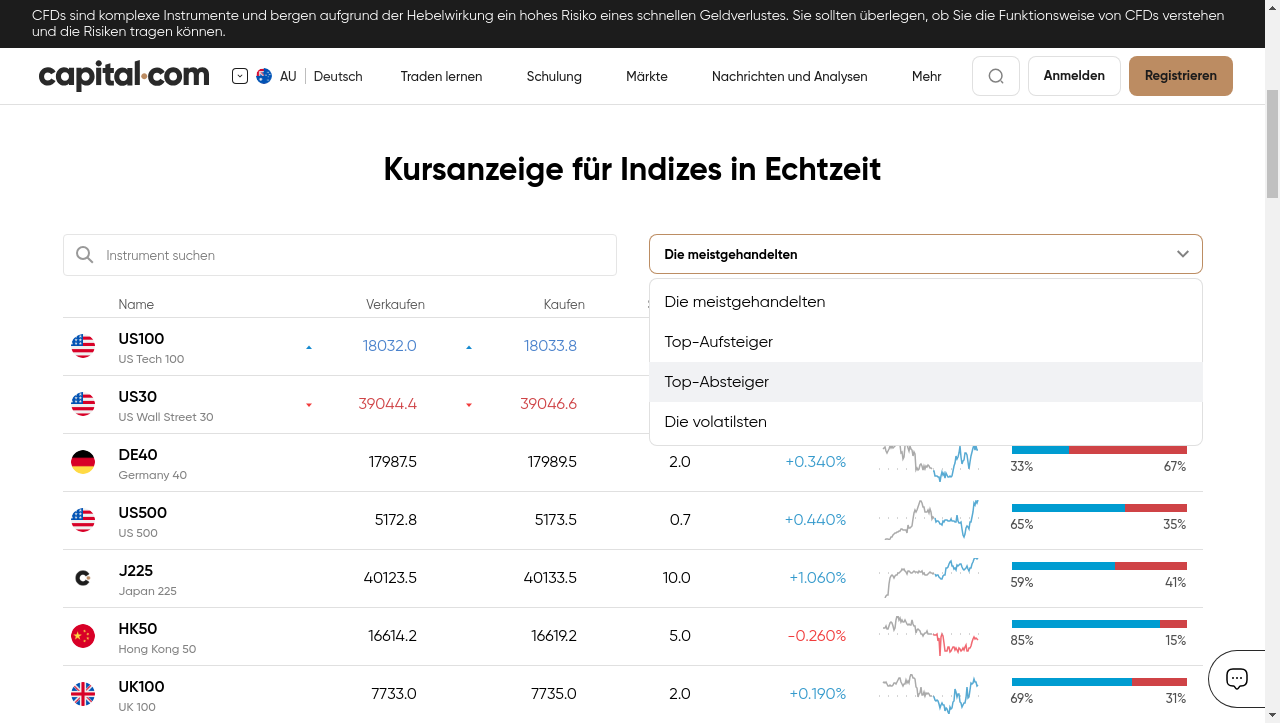 CFDs sind komplexe Instrumente und bergen aufgrund der Hebelwirkung ein hohes Risiko eines schnellen Geldverlustes. Sie sollten überlegen, ob Sie die Funktionsweise von CFDs verstehen
und die Risiken tragen können.
capital.com AU Deutsch Traden lernen Schulung Märkte Nachrichten und Analysen Mehr Anmelden Registrieren
Kursanzeige für Indizes in Echtzeit
Instrument suchen
Die meistgehandelten
Die meistgehandelten
Top-Aufsteiger
Top-Absteiger
Die volatilsten
Name Verkaufen Kaufen
US100 18032.0 18033.8
US Tech 100
US30 39044.4 39046.6
US Wall Street 30
DE40 17987.5 17989.5 2.0 +0.340% 33% 67%
Germany 40
US500 5172.8 5173.5 0.7 +0.440% 65% 35%
US 500
J225 40123.5 40133.5 10.0 +1.060% 59% 41%
Japan 225
HK50 16614.2 16619.2 5.0 -0.260% 85% 15%
Hong Kong 50
UK100 7733.0 7735.0 2.0 +0.190% 69% 31%
UK 100